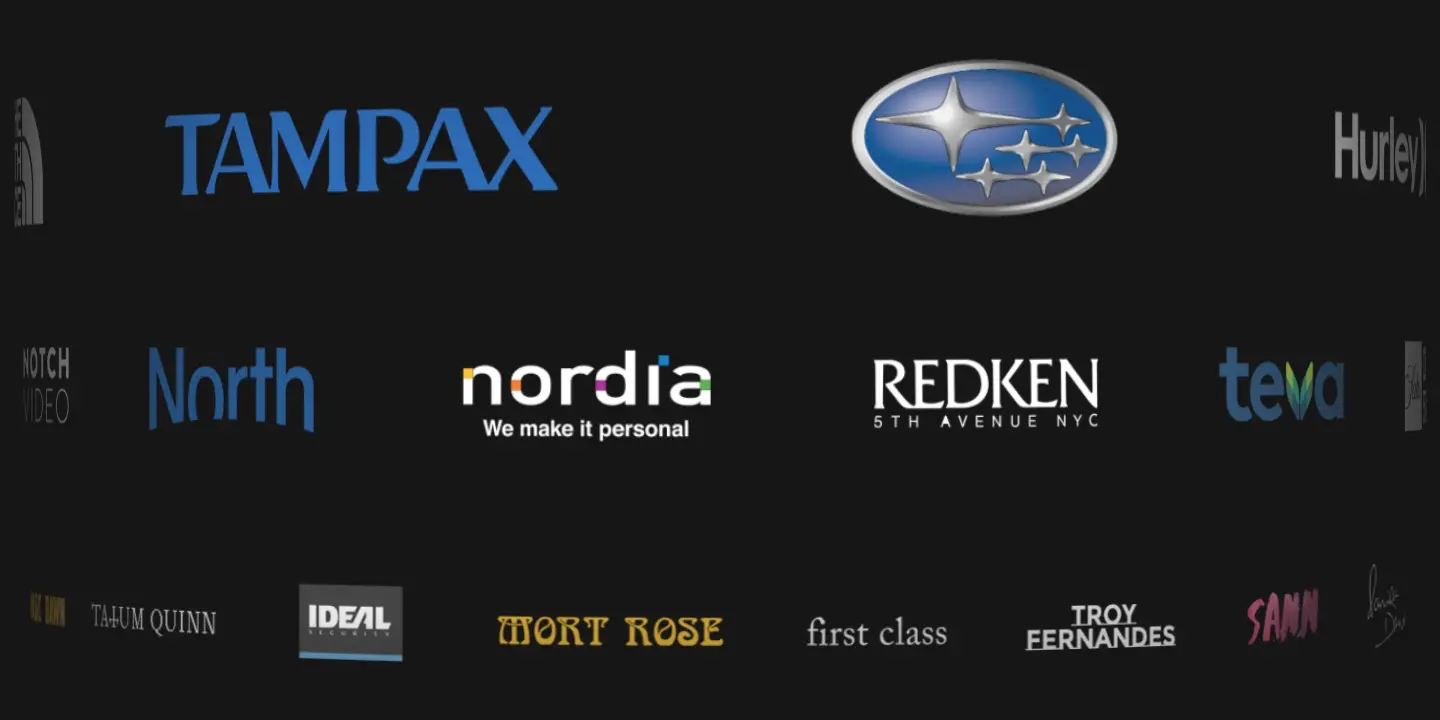 TAMPAX
Hurley
NOTCH
VIDEO
North
nordia
We make it personal
REDKEN
5TH AVENUE NYC
teva
TATUM QUINN
IDEAL
SECURITY
MORT ROSE
first class
TROY
FERNANDES
SANN